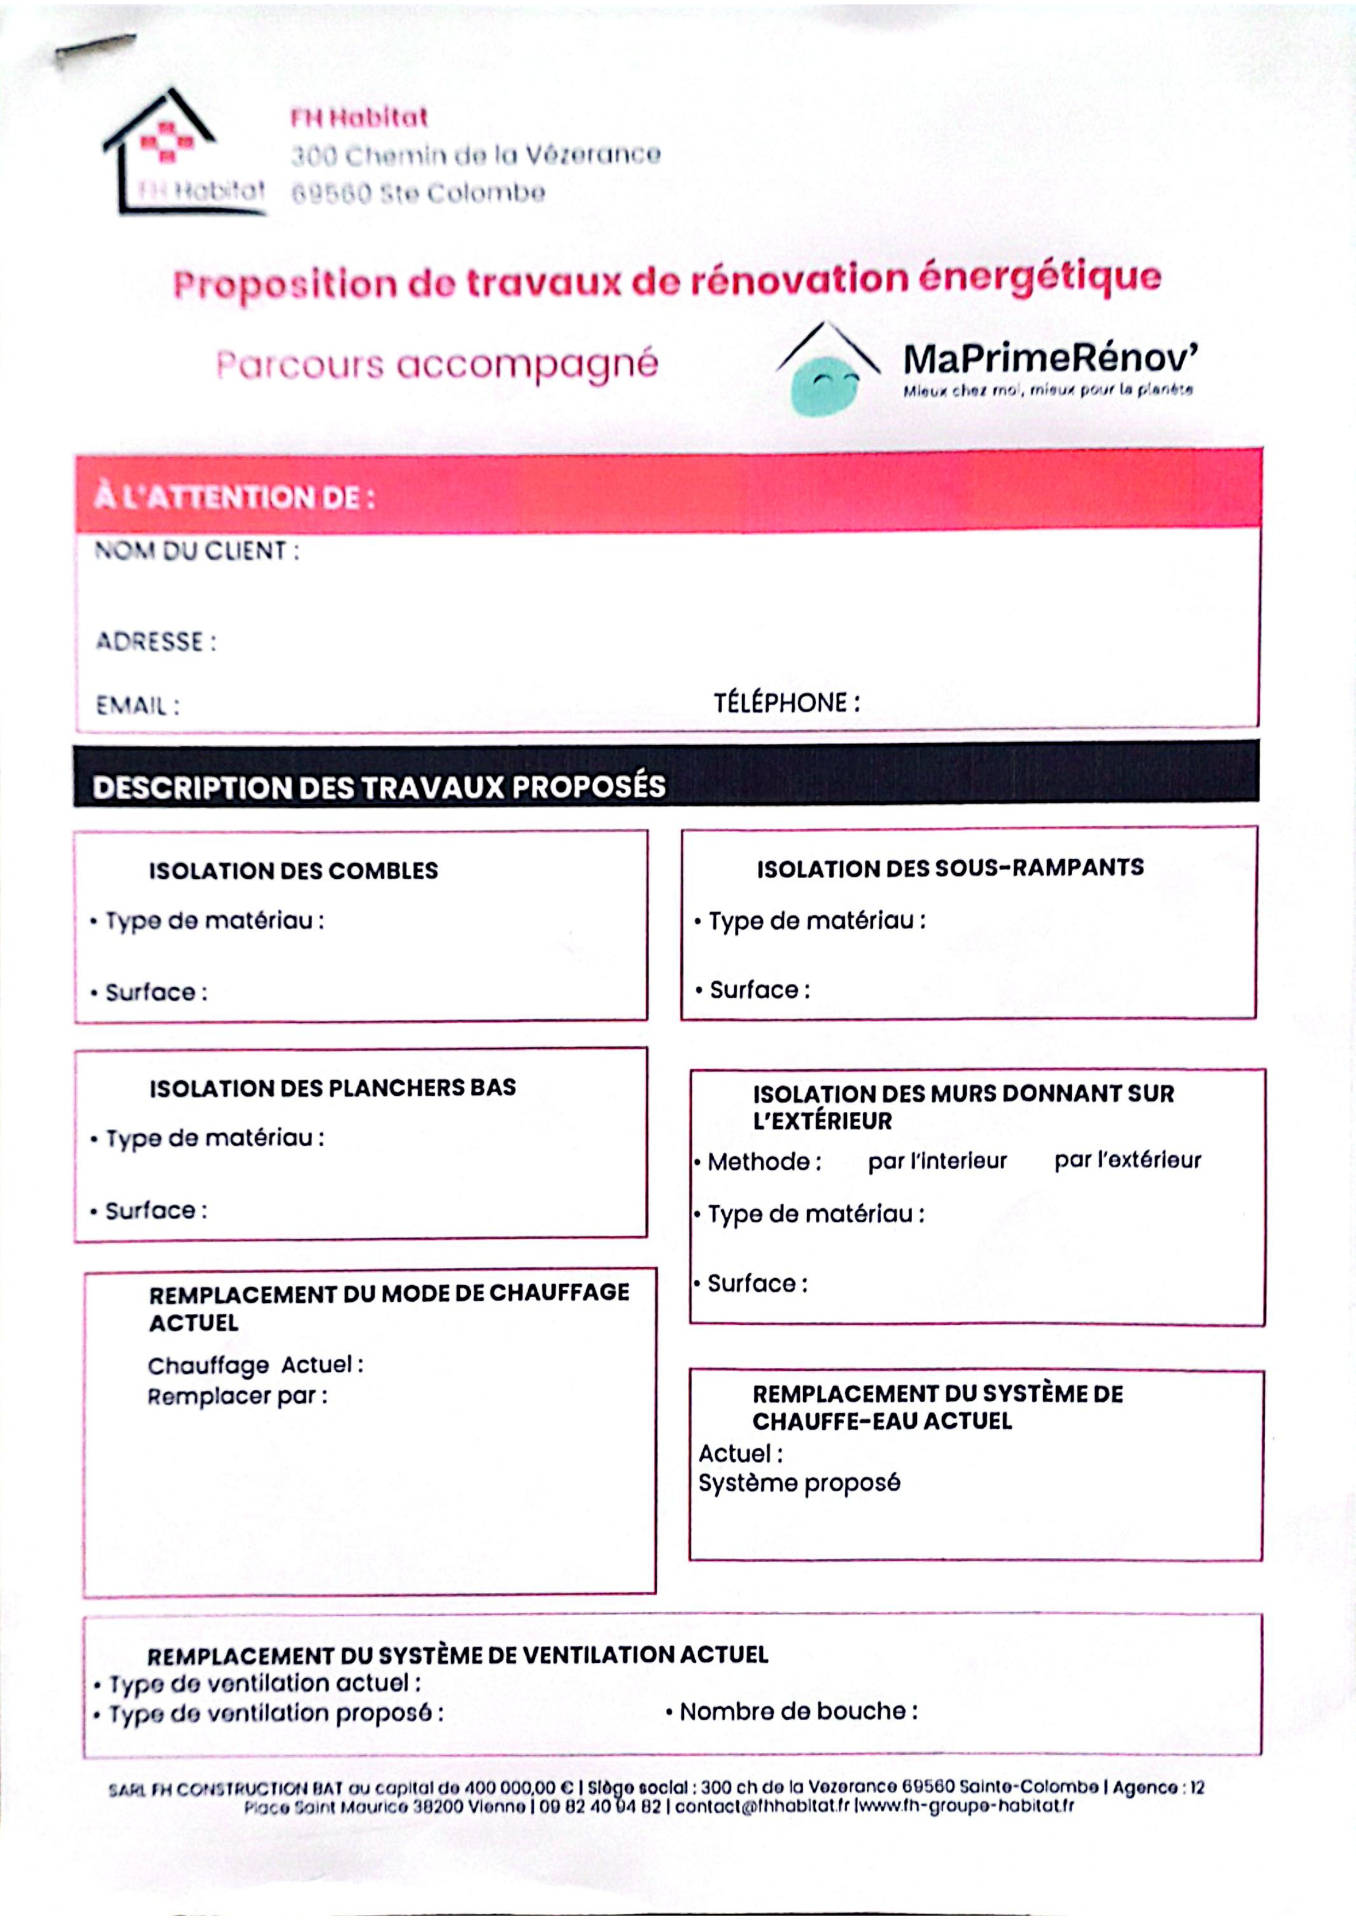 FH Habitat
300 Chemin de la Vézerance
FH Habitat
69560 Ste Colombe
Proposition de travaux de rénovation énergétique
Parcours accompagné
MaPrimeRénov'
Mieux chez moi, mieux pour la planète
À L'ATTENTION DE :
NOM DU CLIENT :
ADRESSE :
EMAIL :
TÉLÉPHONE :
DESCRIPTION DES TRAVAUX PROPOSÉS
ISOLATION DES COMBLES
• Type de matériau :
• Surface :
ISOLATION DES SOUS-RAMPANTS
• Type de matériau :
• Surface :
ISOLATION DES PLANCHERS BAS
• Type de matériau :
• Surface :
ISOLATION DES MURS DONNANT SUR
L'EXTÉRIEUR
• Methode : par l'interieur par l'extérieur
• Type de matériau :
• Surface :
REMPLACEMENT DU MODE DE CHAUFFAGE
ACTUEL
Chauffage Actuel :
Remplacer par :
REMPLACEMENT DU SYSTÈME DE
CHAUFFE-EAU ACTUEL
Actuel :
Système proposé
REMPLACEMENT DU SYSTÈME DE VENTILATION ACTUEL
• Type de ventilation actuel :
• Type de ventilation proposé :
• Nombre de bouche :
SARL FH CONSTRUCTION BAT au capital de 400 000,00 € | Siège social : 300 ch de la Vezerance 69560 Sainte-Colombe | Agence : 12
Place Saint Maurice 38200 Vienne | 09 82 40 94 82 | contact@fhhabitat.fr |www.fh-groupe-habitat.fr